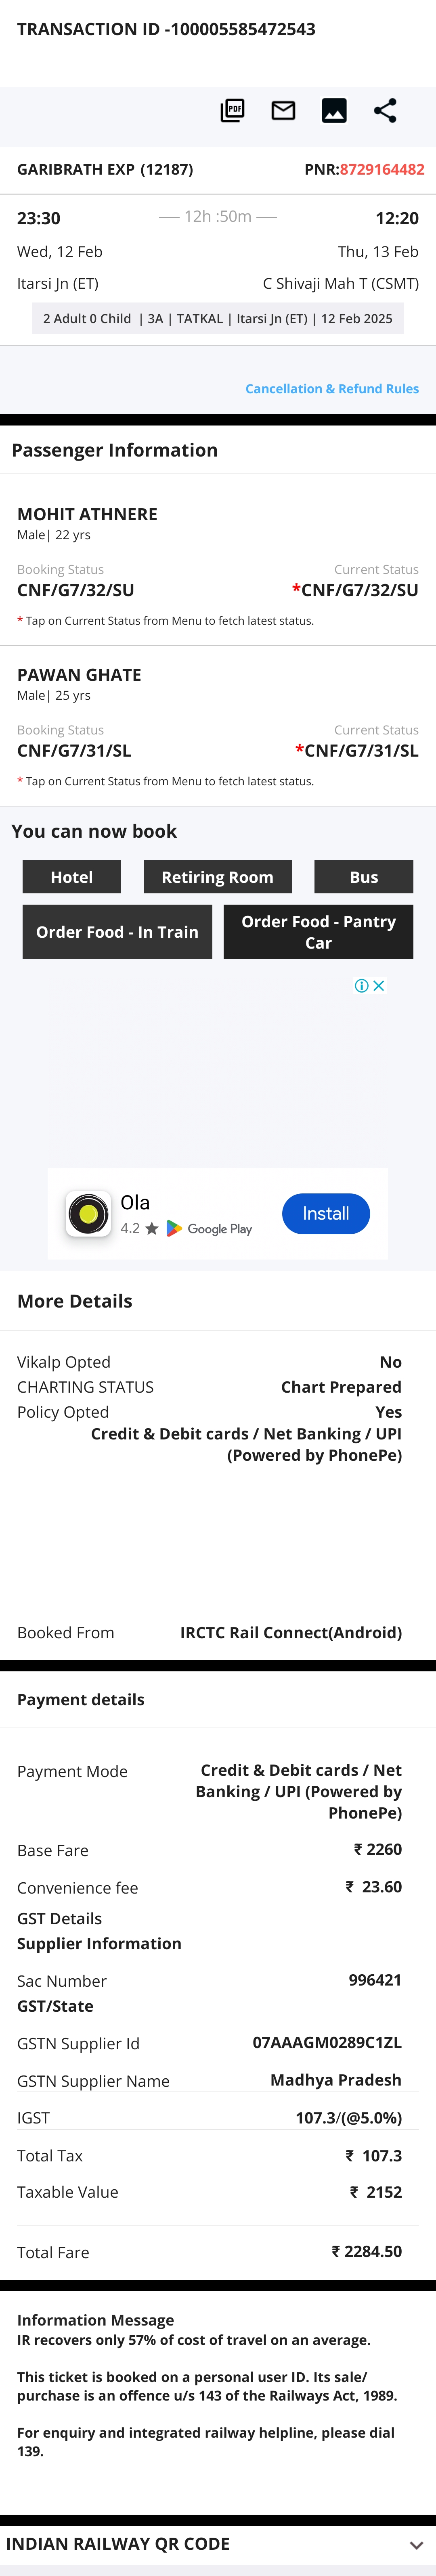 TRANSACTION ID -100005585472543
PDF
GARIBRATH EXP (12187) PNR:8729164482
23:30 12h :50m 12:20
Wed, 12 Feb Thu, 13 Feb
Itarsi Jn (ET) C Shivaji Mah T (CSMT)
2 Adult 0 Child | 3A | TATKAL | Itarsi Jn (ET) | 12 Feb 2025
Cancellation & Refund Rules
Passenger Information
MOHIT ATHNERE
Male| 22 yrs
Booking Status Current Status
CNF/G7/32/SU *CNF/G7/32/SU
* Tap on Current Status from Menu to fetch latest status.
PAWAN GHATE
Male| 25 yrs
Booking Status Current Status
CNF/G7/31/SL *CNF/G7/31/SL
* Tap on Current Status from Menu to fetch latest status.
You can now book
Hotel Retiring Room Bus
Order Food - In Train Order Food - Pantry
Car
Ola
4.2 ★ Google Play Install
More Details
Vikalp Opted No
CHARTING STATUS Chart Prepared
Policy Opted Yes
Credit & Debit cards / Net Banking / UPI
(Powered by PhonePe)
Booked From IRCTC Rail Connect(Android)
Payment details
Payment Mode Credit & Debit cards / Net
Banking / UPI (Powered by
PhonePe)
Base Fare ₹ 2260
Convenience fee ₹ 23.60
GST Details
Supplier Information
Sac Number 996421
GST/State
GSTN Supplier Id 07AAAGM0289C1ZL
GSTN Supplier Name Madhya Pradesh
IGST 107.3/(@5.0%)
Total Tax ₹ 107.3
Taxable Value ₹ 2152
Total Fare ₹ 2284.50
Information Message
IR recovers only 57% of cost of travel on an average.
This ticket is booked on a personal user ID. Its sale/
purchase is an offence u/s 143 of the Railways Act, 1989.
For enquiry and integrated railway helpline, please dial
139.
INDIAN RAILWAY QR CODE